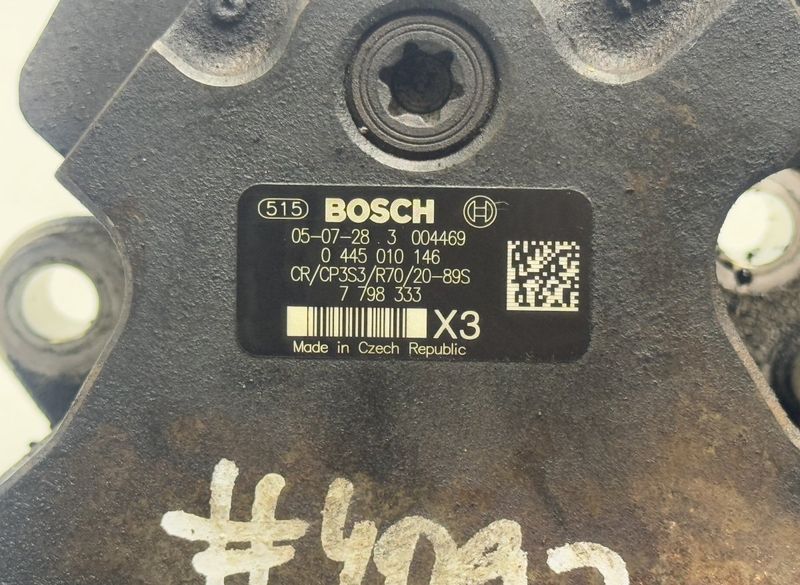 515 BOSCH
05-07-28 . 3 004469
0 445 010 146
CR/CP3S3/R70/20-89S
7 798 333
X3
Made in Czech Republic